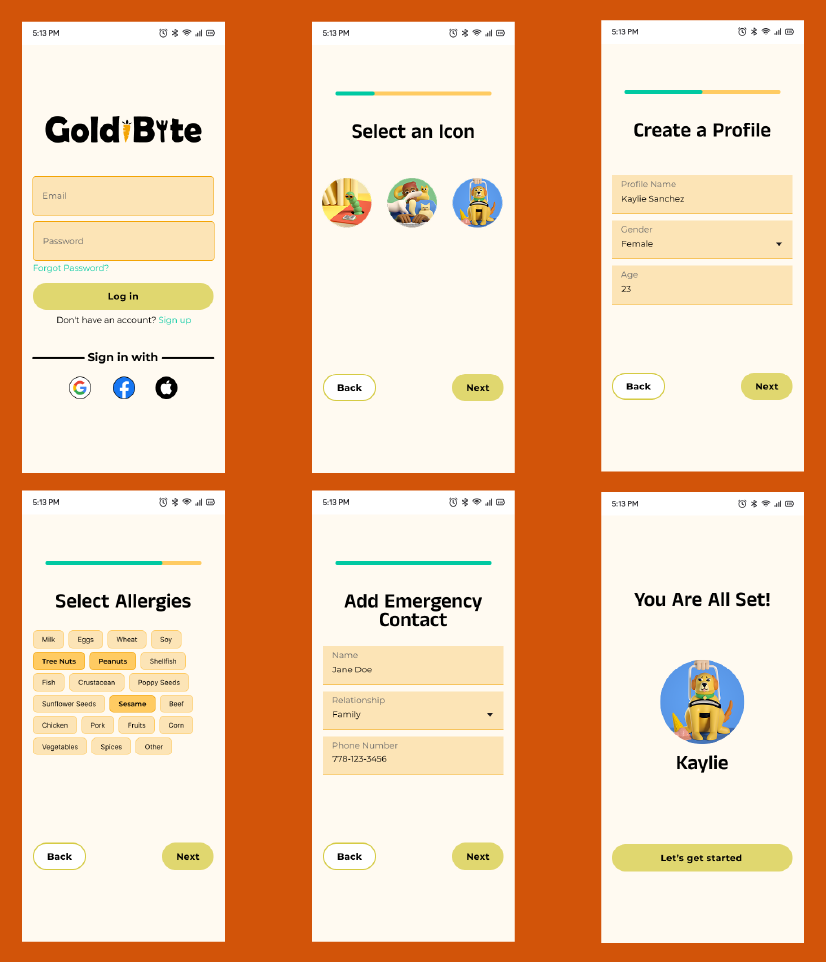 5:13 PM
Gold Bite
Email
Password
Forgot Password?
Log in
Don't have an account? Sign up
Sign in with
5:13 PM
Select an Icon
Back Next
5:13 PM
Create a Profile
Profile Name
Kaylie Sanchez
Gender
Female
Age
23
Back Next
5:13 PM
Select Allergies
Milk Eggs Wheat Soy
Tree Nuts Peanuts Shellfish
Fish Crustacean Poppy Seeds
Sunflower Seeds Sesame Beef
Chicken Pork Fruits Corn
Vegetables Spices Other
Back Next
5:13 PM
Add Emergency
Contact
Name
Jane Doe
Relationship
Family
Phone Number
778-123-3456
Back Next
5:13 PM
You Are All Set!
Kaylie
Let's get started